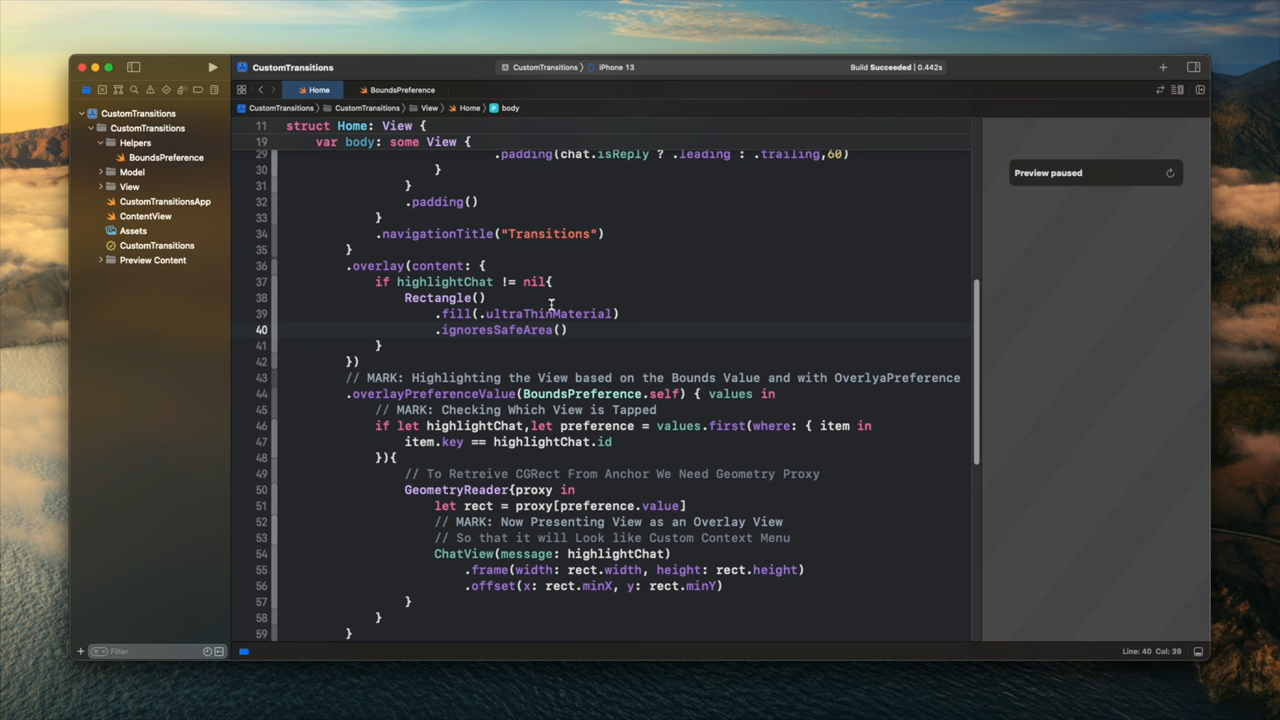 CustomTransitions
CustomTransitions > iPhone 13
Build Succeeded | 0.442s
Home
BoundsPreference
CustomTransitions > CustomTransitions > View > Home > body
CustomTransitions
CustomTransitions
Helpers
BoundsPreference
Model
View
CustomTransitionsApp
ContentView
Assets
CustomTransitions
Preview Content
11 struct Home: View {
19 var body: some View {
29 .padding(chat.isReply ? .leading : .trailing,60)
30 }
31 }
32 .padding()
33 }
34 .navigationTitle("Transitions")
35 }
36 .overlay(content: {
37 if highlightChat != nil{
38 Rectangle()
39 .fill(.ultraThinMaterial)
40 .ignoresSafeArea()
41 }
42 })
43 // MARK: Highlighting the View based on the Bounds Value and with OverlyaPreference
44 .overlayPreferenceValue(BoundsPreference.self) { values in
45 // MARK: Checking Which View is Tapped
46 if let highlightChat,let preference = values.first(where: { item in
47 item.key == highlightChat.id
48 }){
49 // To Retreive CGRect From Anchor We Need Geometry Proxy
50 GeometryReader{proxy in
51 let rect = proxy[preference.value]
52 // MARK: Now Presenting View as an Overlay View
53 // So that it will Look like Custom Context Menu
54 ChatView(message: highlightChat)
55 .frame(width: rect.width, height: rect.height)
56 .offset(x: rect.minX, y: rect.minY)
57 }
58 }
59 }
Preview paused
Filter
Line: 40 Col: 39